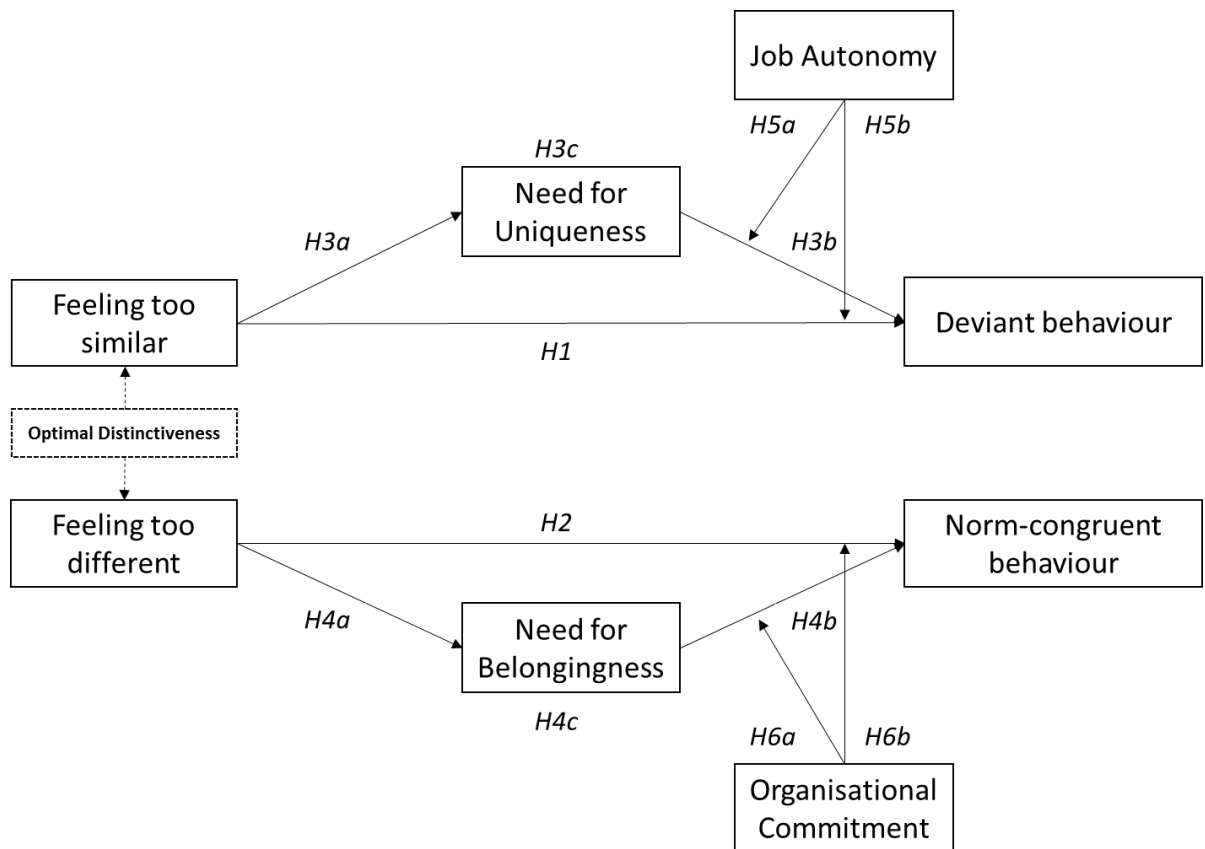 Job Autonomy
H5a
H5b
H3c
Need for
Uniqueness
H3a
H3b
Feeling too
similar
Deviant behaviour
H1
Optimal Distinctiveness
Feeling too
different
H2
Norm-congruent
behaviour
H4a
Need for
Belongingness
H4b
H4c
H6a
H6b
Organisational
Commitment